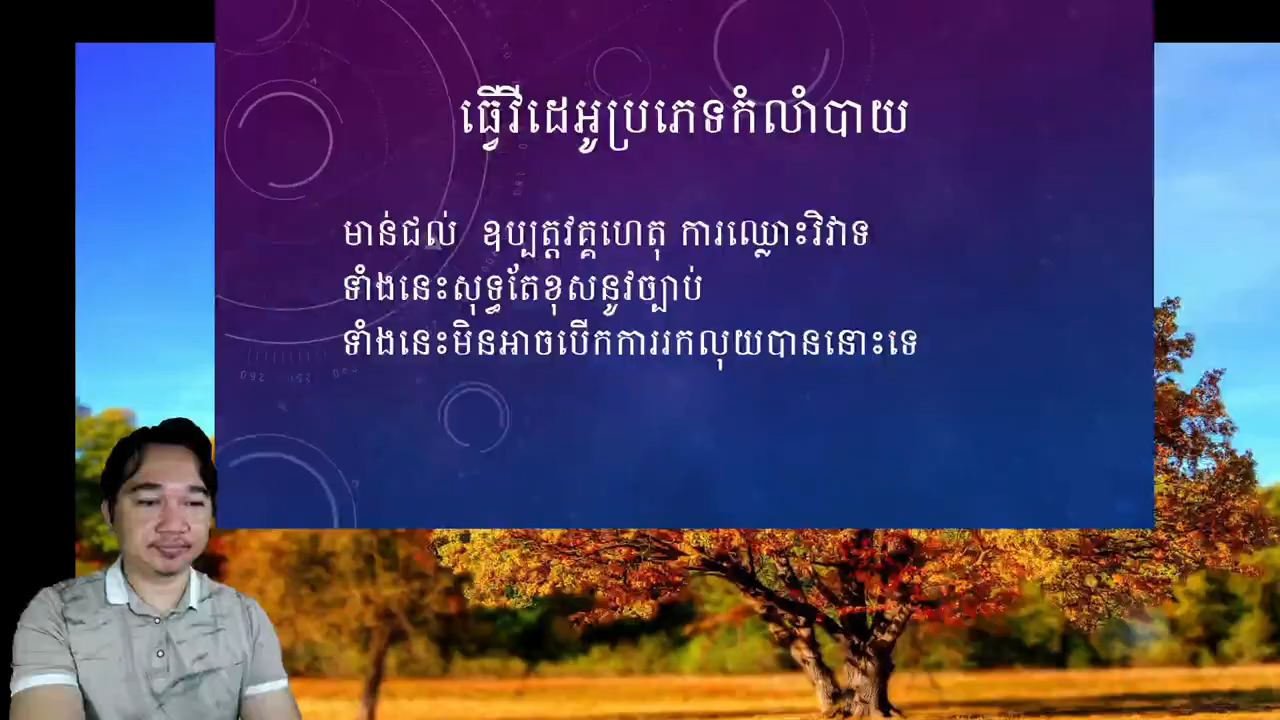 ធ្វើវីដេអូប្រភេទកំលាំបាយ
មាន់ជល់ ឧប្បត្តវគ្គហេតុ ការឈ្លោះវិវាទ
ទាំងនេះសុទ្ធតែខុសនូវច្បាប់
ទាំងនេះមិនអាចបើកការរកលុយបាននោះទេ